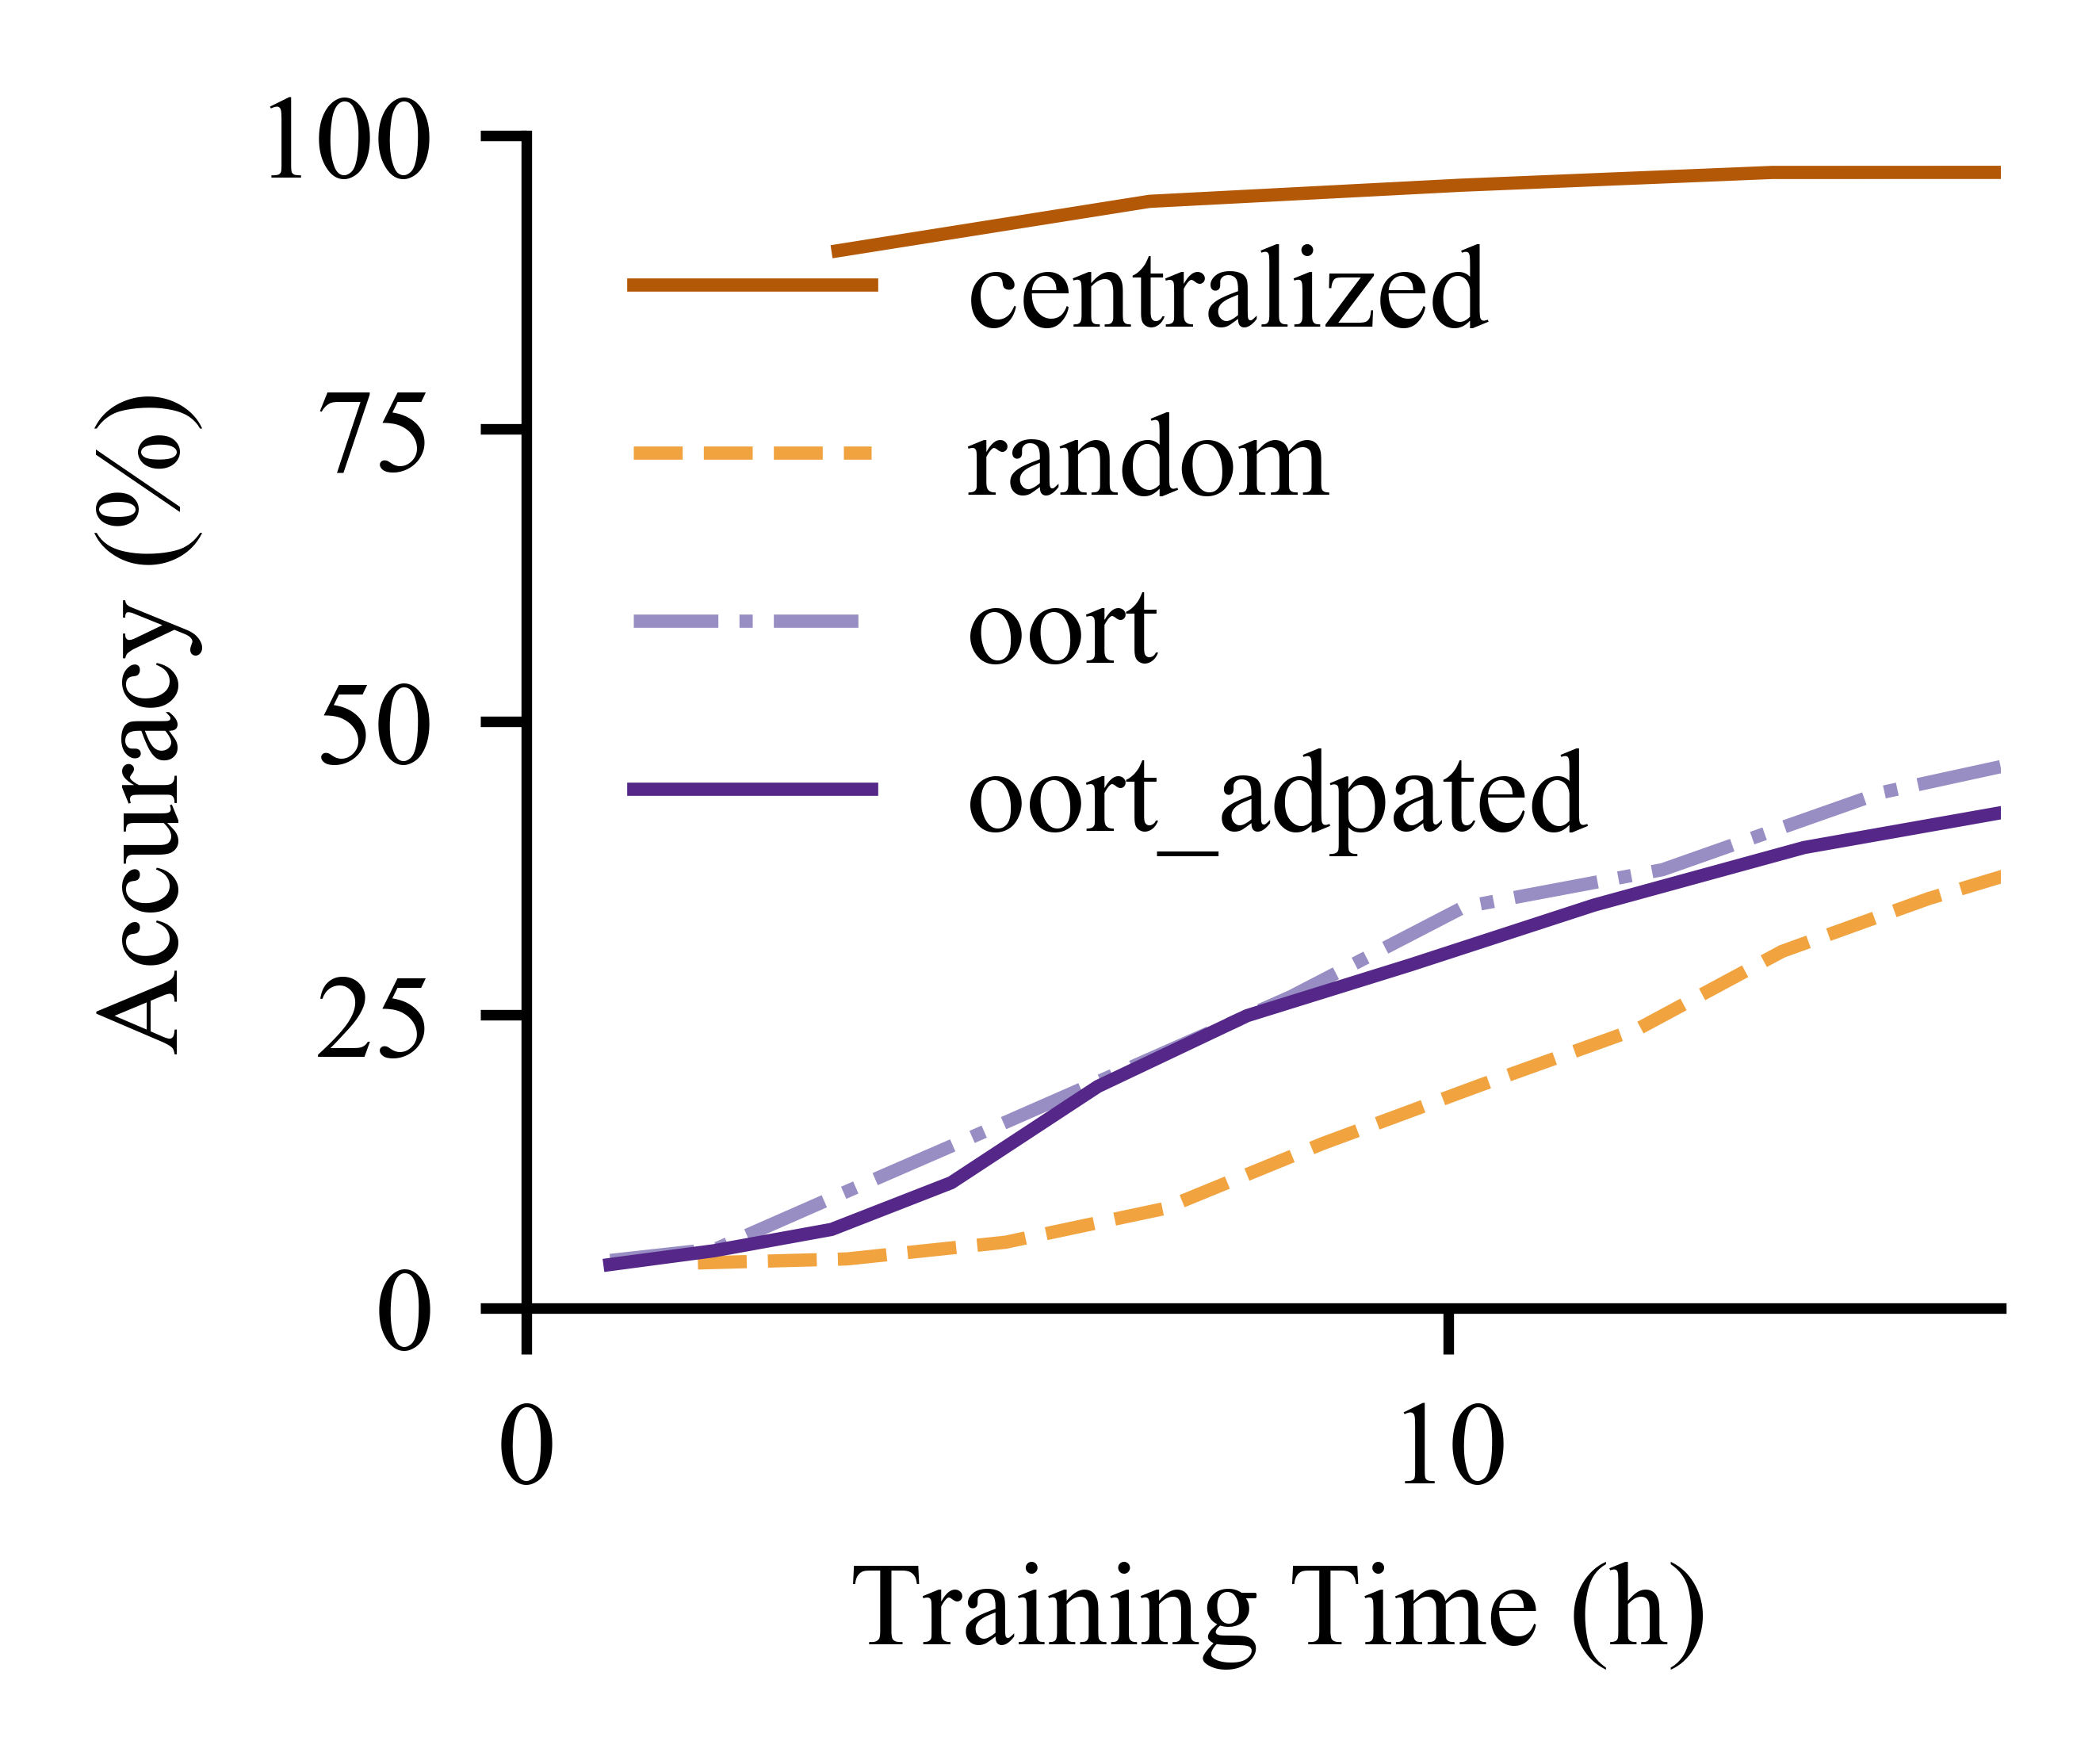 100
75
50
25
0
Accuracy (%)
centralized
random
oort
oort_adpated
0 10
Training Time (h)